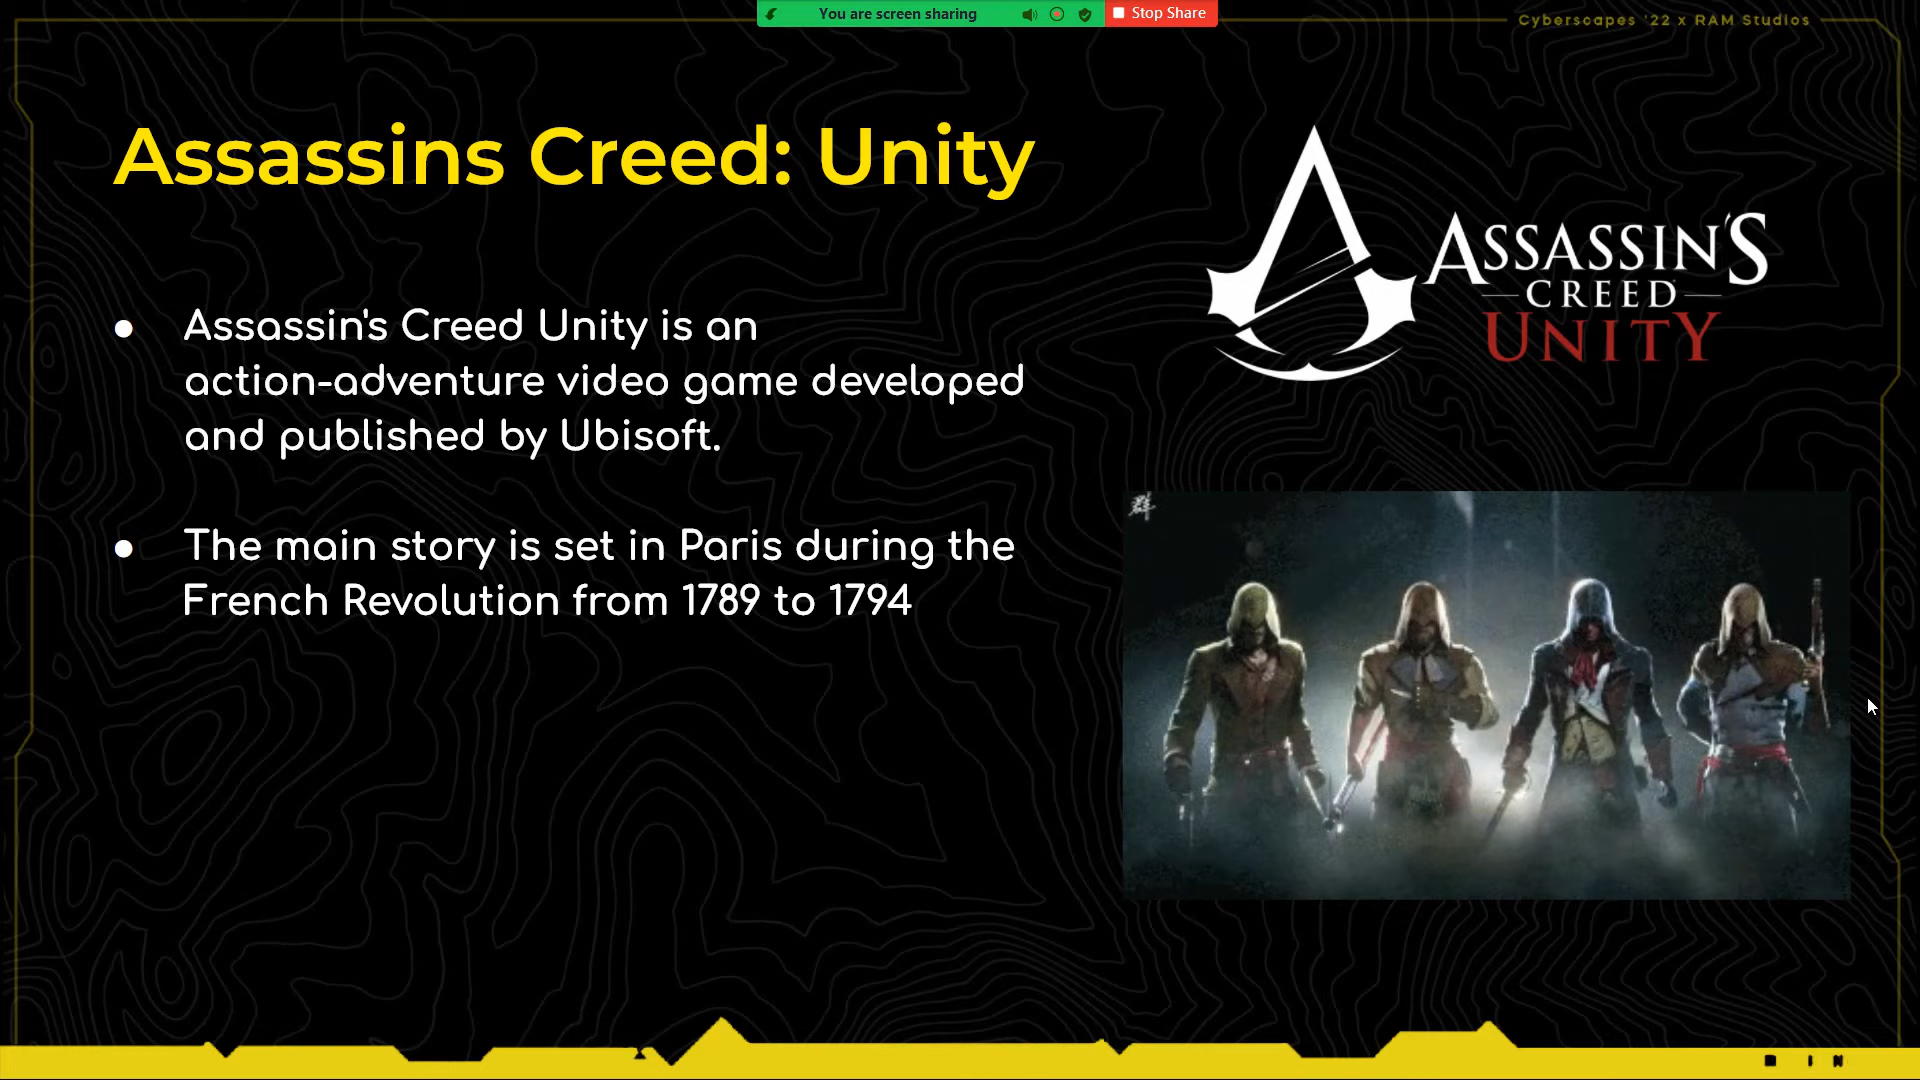 You are screen sharing
Stop Share
Cyberscapes '22 x RAM Studios
Assassins Creed: Unity
ASSASSIN'S
CREED
UNITY
● Assassin's Creed Unity is an
action-adventure video game developed
and published by Ubisoft.
● The main story is set in Paris during the
French Revolution from 1789 to 1794
群